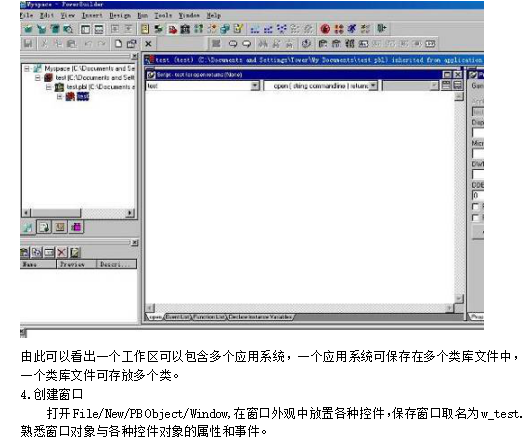 Myspace - PowerBuilder
File Edit View Insert Design Run Tools Window Help
test (test) (C:\Documents and Settings\Tower\My Documents\test.pbl) inherited from application
Myspace (C:\Documents and Se
test (C:\Documents and Sett
test.pbl (C:\Documents e
test
Script - test for open returns (None)
test
open ( string commandline ) returns
Gen
Disp
Micr
DDE
0
Name Preview Descri...
open Event List Function List Declare Instance Variables
Prop
由此可以看出一个工作区可以包含多个应用系统，一个应用系统可保存在多个类库文件中，
一个类库文件可存放多个类。
4.创建窗口
打开File/New/PBObject/Window,在窗口外观中放置各种控件,保存窗口取名为w_test.
熟悉窗口对象与各种控件对象的属性和事件。